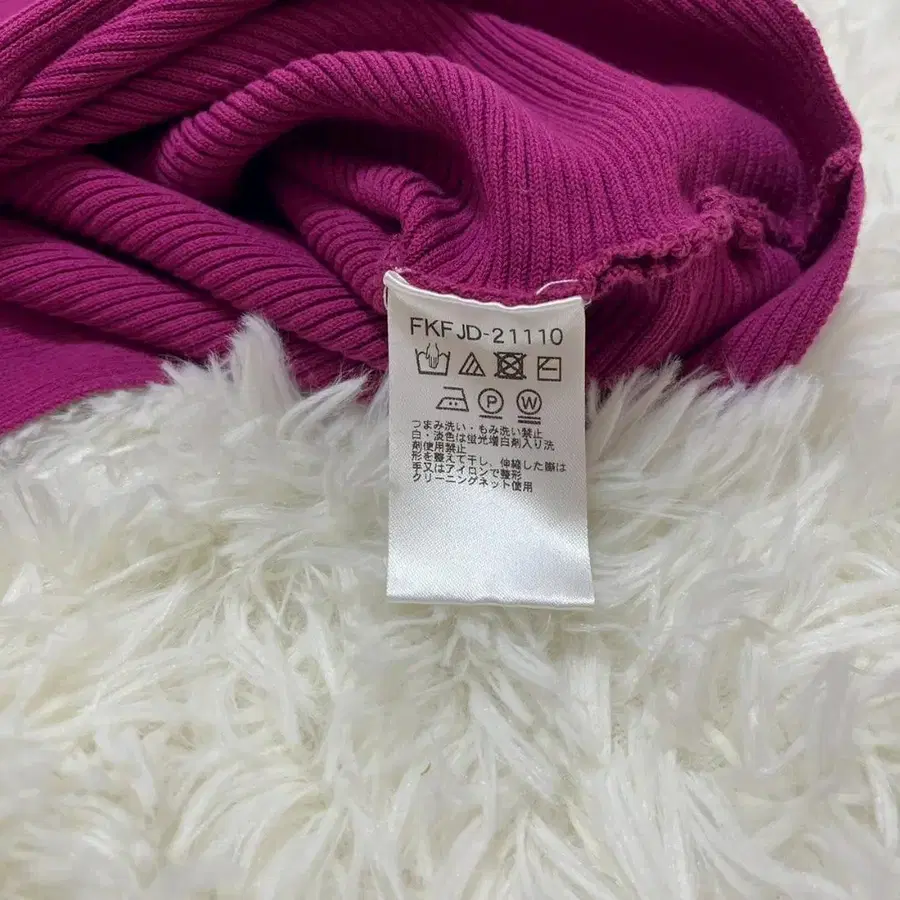 FKFJD-21110
P W
つまみ洗い・もみ洗い禁止
白・淡色は蛍光増白剤入り洗
剤使用禁止
形を整えて干し、伸縮した際は
手又はアイロンで整形
クリーニングネット使用